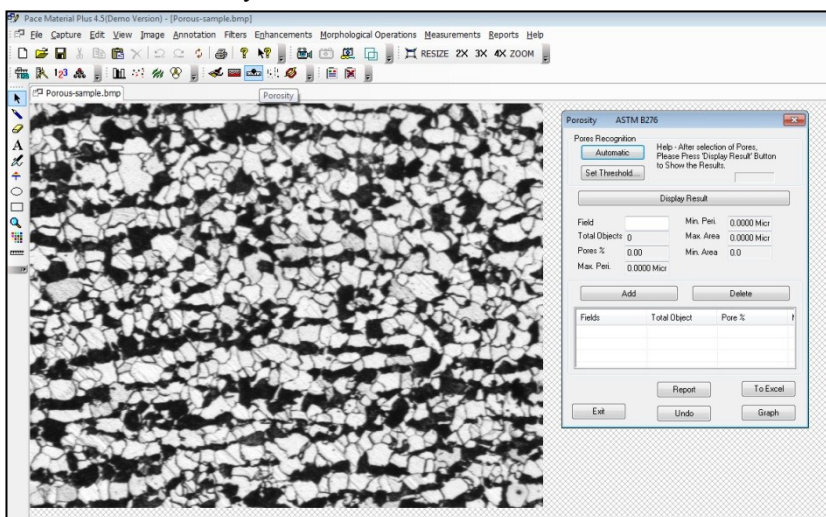 Pace Material Plus 4.5(Demo Version) - [Porous-sample.bmp]
File Capture Edit View Image Annotation Filters Enhancements Morphological Operations Measurements Reports Help
RESIZE 2X 3X 4X ZOOM
123
Porous-sample.bmp
Porosity
A
Porosity ASTM B276
Pores Recognition
Automatic
Set Threshold...
Help - After selection of Pores,
Please Press 'Display Result' Button
to Show the Results.
Display Result
Field
Min. Peri. 0.0000 Micr
Total Objects 0
Max. Area 0.0000 Micr
Pores % 0.00
Min. Area 0.0
Max. Peri. 0.0000 Micr
Add Delete
Fields Total Object Pore %
Report To Excel
Exit Undo Graph